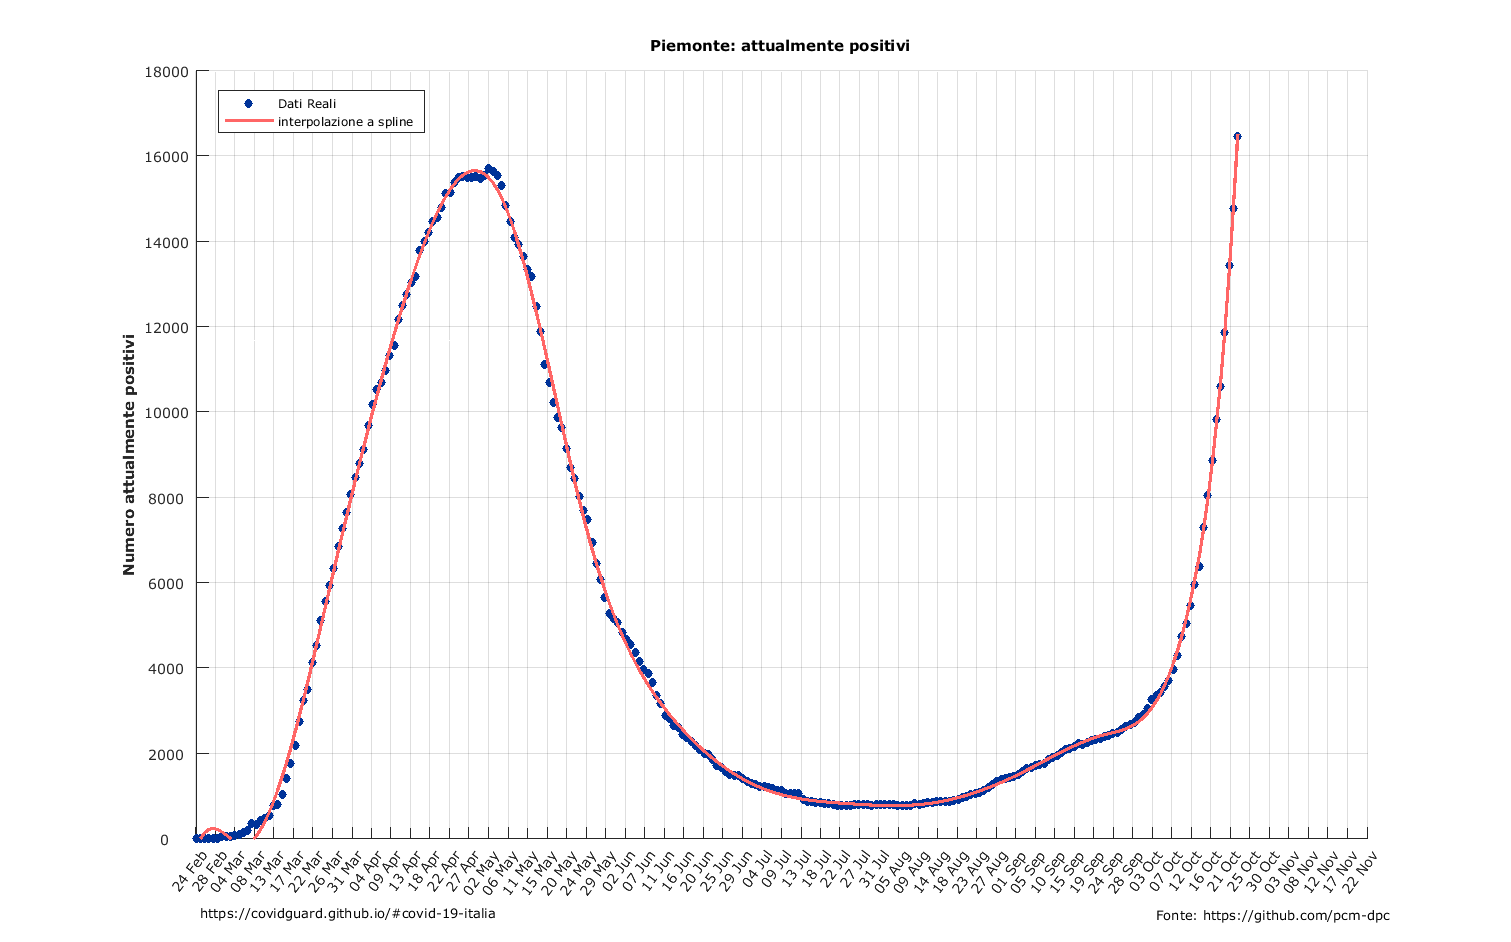 Piemonte: attualmente positivi
Dati Reali
interpolazione a spline
Numero attualmente positivi
18000
16000
14000
12000
10000
8000
6000
4000
2000
0
24 Feb
28 Feb
04 Mar
08 Mar
13 Mar
17 Mar
22 Mar
26 Mar
31 Mar
04 Apr
09 Apr
13 Apr
18 Apr
22 Apr
27 Apr
02 May
06 May
11 May
15 May
20 May
24 May
29 May
02 Jun
07 Jun
11 Jun
16 Jun
20 Jun
25 Jun
29 Jun
04 Jul
09 Jul
13 Jul
18 Jul
22 Jul
27 Jul
31 Jul
05 Aug
09 Aug
14 Aug
18 Aug
23 Aug
27 Aug
01 Sep
05 Sep
10 Sep
15 Sep
19 Sep
24 Sep
28 Sep
03 Oct
07 Oct
12 Oct
16 Oct
21 Oct
25 Oct
30 Oct
03 Nov
08 Nov
12 Nov
17 Nov
22 Nov
https://covidguard.github.io/#covid-19-italia
Fonte: https://github.com/pcm-dpc